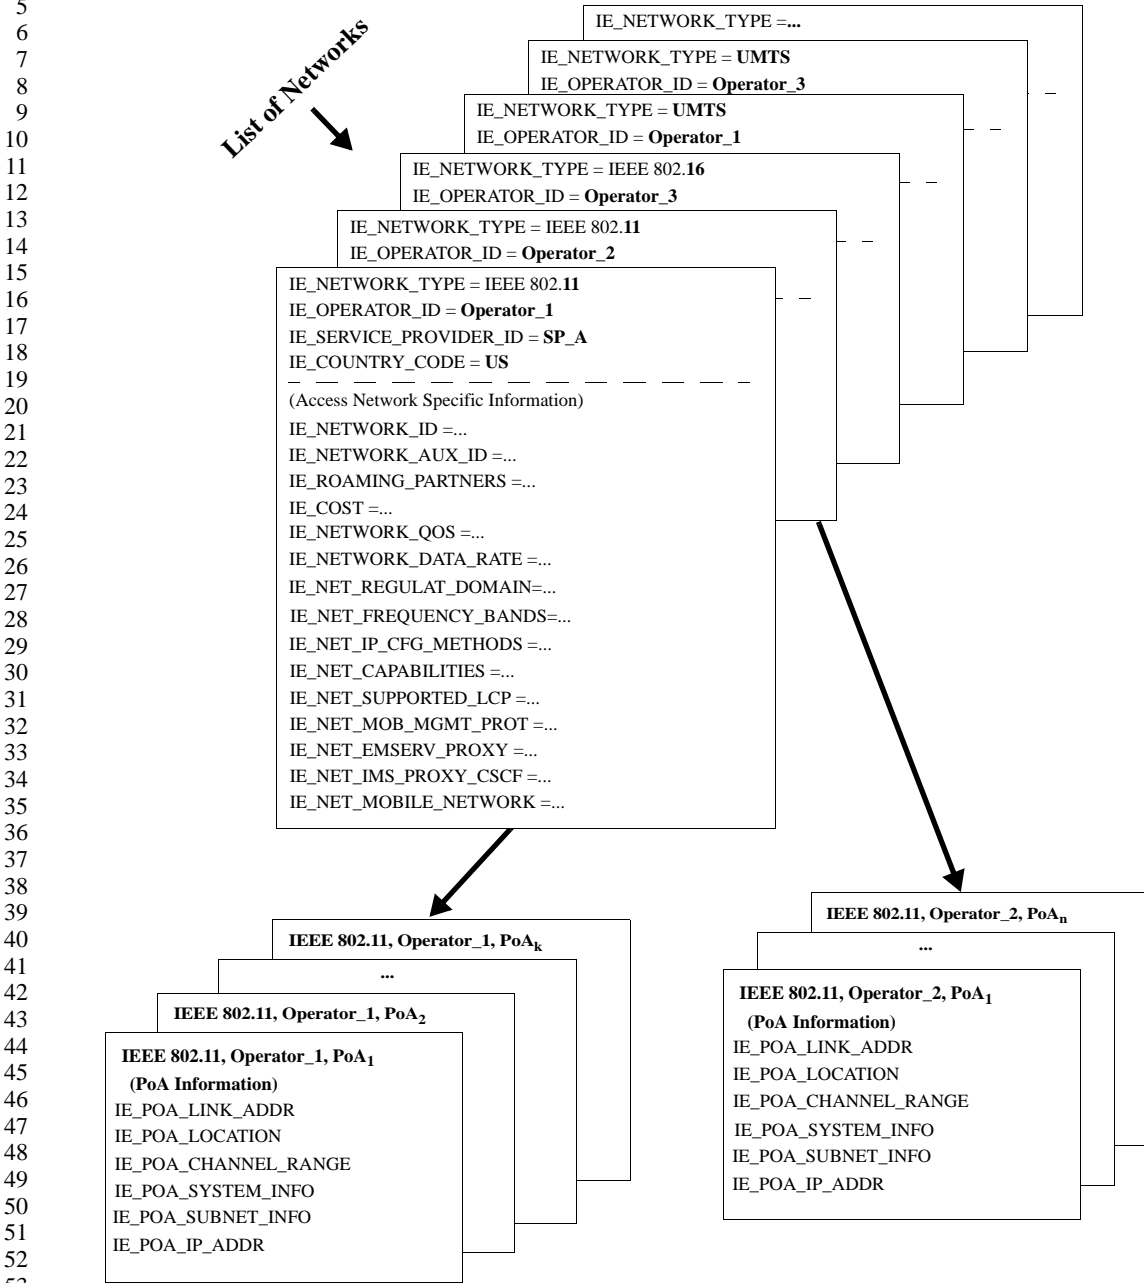 5
6
7
8
9
10
11
12
13
14
15
16
17
18
19
20
21
22
23
24
25
26
27
28
29
30
31
32
33
34
35
36
37
38
39
40
41
42
43
44
45
46
47
48
49
50
51
52
53
List of Networks
IE_NETWORK_TYPE =...
IE_NETWORK_TYPE = UMTS
IE_OPERATOR_ID = Operator_3
IE_NETWORK_TYPE = UMTS
IE_OPERATOR_ID = Operator_1
IE_NETWORK_TYPE = IEEE 802.16
IE_OPERATOR_ID = Operator_3
IE_NETWORK_TYPE = IEEE 802.11
IE_OPERATOR_ID = Operator_2
IE_NETWORK_TYPE = IEEE 802.11
IE_OPERATOR_ID = Operator_1
IE_SERVICE_PROVIDER_ID = SP_A
IE_COUNTRY_CODE = US
(Access Network Specific Information)
IE_NETWORK_ID =...
IE_NETWORK_AUX_ID =...
IE_ROAMING_PARTNERS =...
IE_COST =...
IE_NETWORK_QOS =...
IE_NETWORK_DATA_RATE =...
IE_NET_REGULAT_DOMAIN=...
IE_NET_FREQUENCY_BANDS=...
IE_NET_IP_CFG_METHODS =...
IE_NET_CAPABILITIES =...
IE_NET_SUPPORTED_LCP =...
IE_NET_MOB_MGMT_PROT =...
IE_NET_EMSERV_PROXY =...
IE_NET_IMS_PROXY_CSCF =...
IE_NET_MOBILE_NETWORK =...
IEEE 802.11, Operator_1, PoAk
...
IEEE 802.11, Operator_1, PoA2
IEEE 802.11, Operator_1, PoA1
(PoA Information)
IE_POA_LINK_ADDR
IE_POA_LOCATION
IE_POA_CHANNEL_RANGE
IE_POA_SYSTEM_INFO
IE_POA_SUBNET_INFO
IE_POA_IP_ADDR
IEEE 802.11, Operator_2, PoAn
...
IEEE 802.11, Operator_2, PoA1
(PoA Information)
IE_POA_LINK_ADDR
IE_POA_LOCATION
IE_POA_CHANNEL_RANGE
IE_POA_SYSTEM_INFO
IE_POA_SUBNET_INFO
IE_POA_IP_ADDR